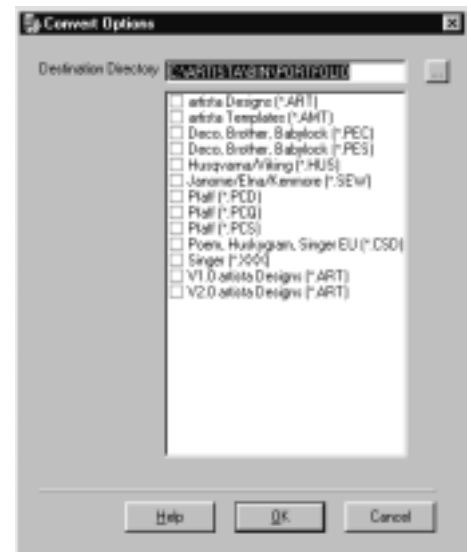 Convert Options
Destination Directory C:\ARTISTA\BIN\PORTFOLIO ...
artista Designs (*.ART)
artista Templates (*.AMT)
Deco, Brother, Babylock (*.PEC)
Deco, Brother, Babylock (*.PES)
Husqvarna/Viking (*.HUS)
Janome/Elna/Kenmore (*.SEW)
Pfaff (*.PCD)
Pfaff (*.PCQ)
Pfaff (*.PCS)
Poem, Huskygram, Singer EU (*.CSD)
Singer (*.XXX)
V1.0 artista Designs (*.ART)
V2.0 artista Designs (*.ART)
Help OK Cancel